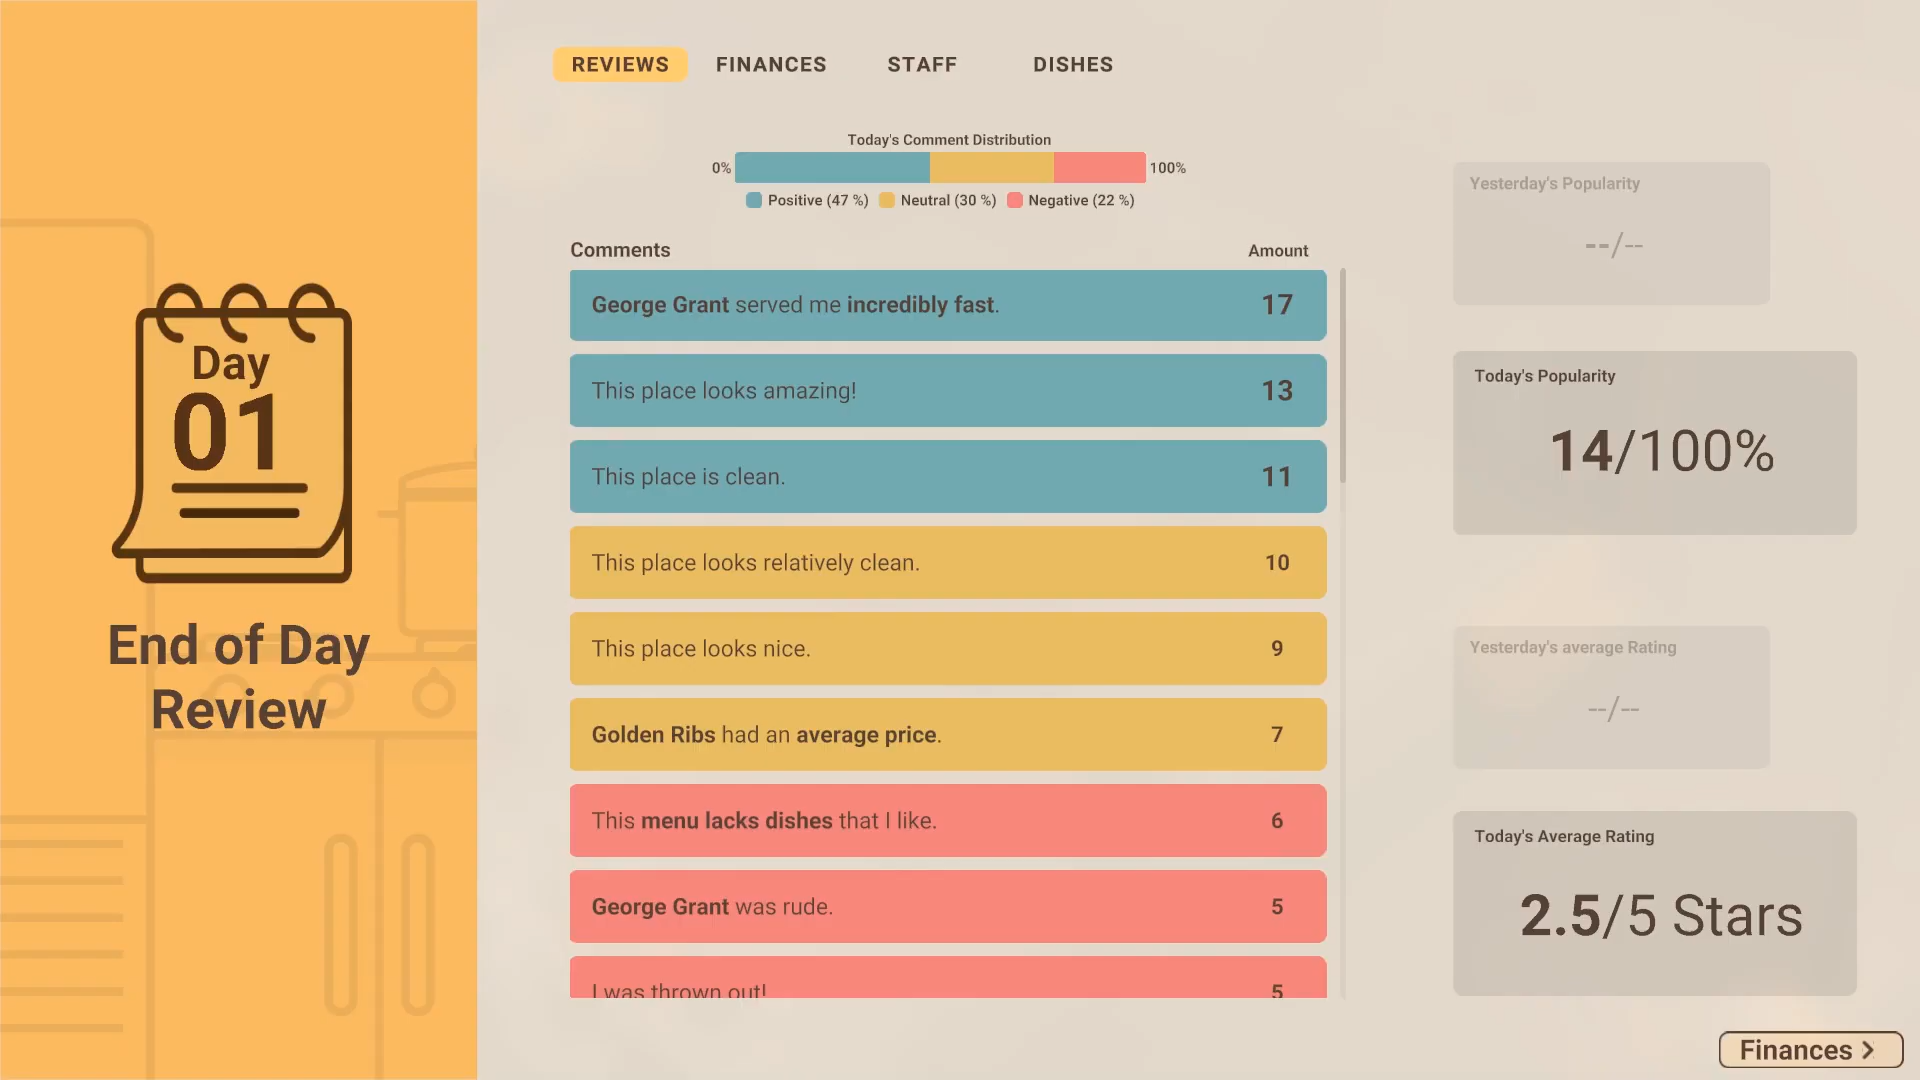 Day
01
End of Day
Review
REVIEWS FINANCES STAFF DISHES
Today's Comment Distribution
0% 100%
Positive (47 %) Neutral (30 %) Negative (22 %)
Comments Amount
George Grant served me incredibly fast. 17
This place looks amazing! 13
This place is clean. 11
This place looks relatively clean. 10
This place looks nice. 9
Golden Ribs had an average price. 7
This menu lacks dishes that I like. 6
George Grant was rude. 5
I was thrown out! 5
Yesterday's Popularity
--/--
Today's Popularity
14/100%
Yesterday's average Rating
--/--
Today's Average Rating
2.5/5 Stars
Finances >